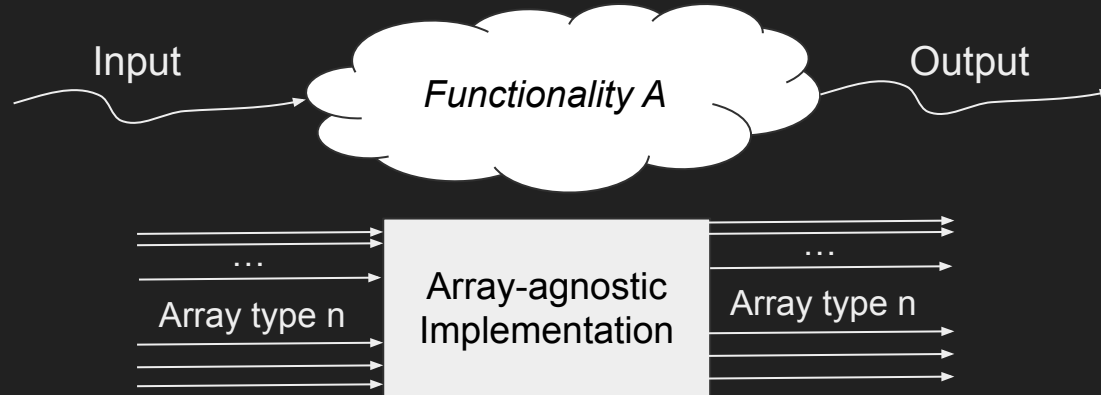 Input
Functionality A
Output
...
Array type n
Array-agnostic
Implementation
...
Array type n